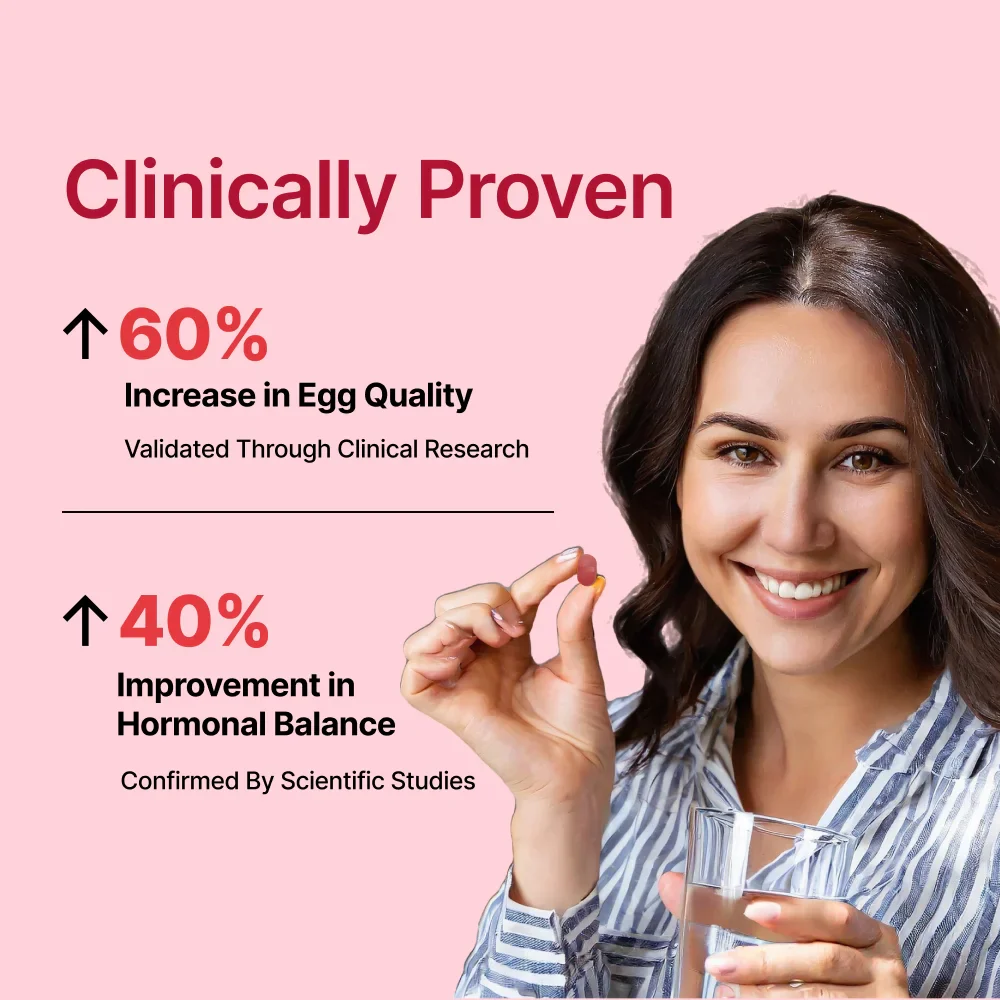 Clinically Proven
↑ 60%
Increase in Egg Quality
Validated Through Clinical Research
↑ 40%
Improvement in
Hormonal Balance
Confirmed By Scientific Studies